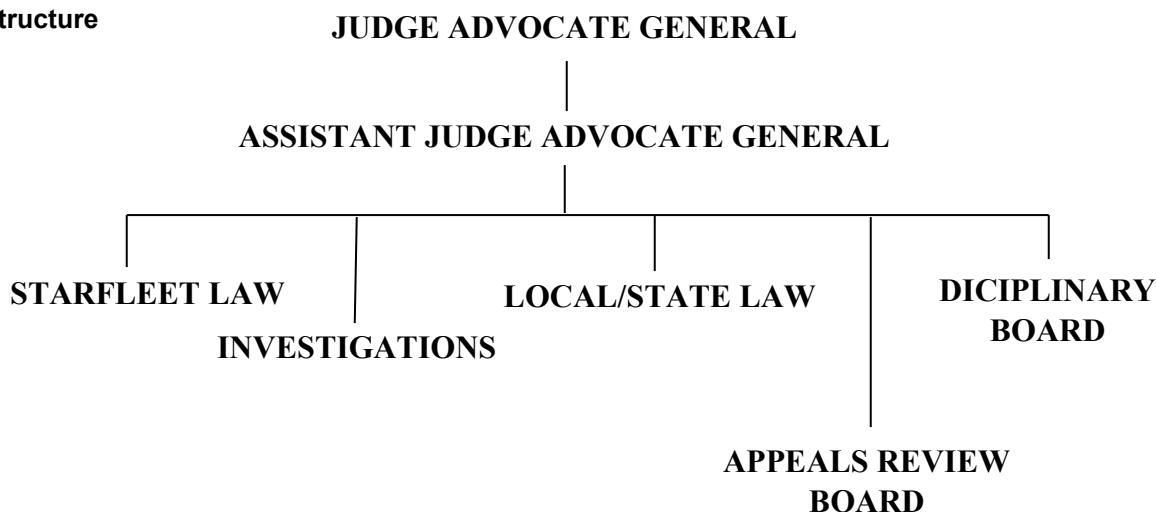 tructure
JUDGE ADVOCATE GENERAL
ASSISTANT JUDGE ADVOCATE GENERAL
STARFLEET LAW
INVESTIGATIONS
LOCAL/STATE LAW
APPEALS REVIEW
BOARD
DICIPLINARY
BOARD